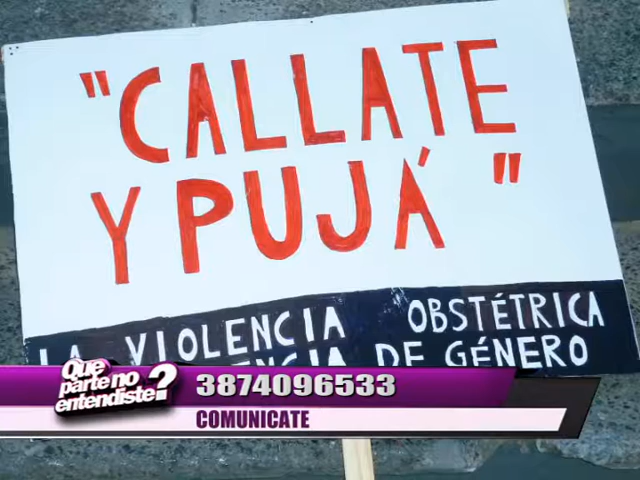 "CALLATE
Y PUJÁ"
LA VIOLENCIA OBSTÉTRICA
DE GÉNERO
Que
parte no
entendiste?!
3874096533
COMUNICATE